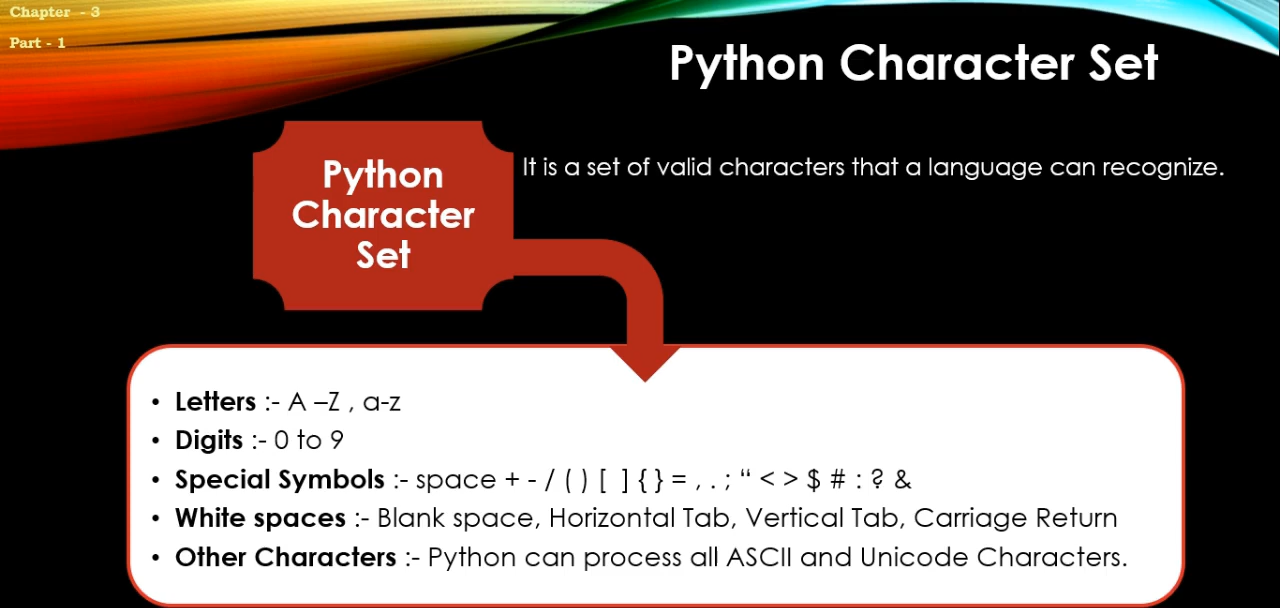 Chapter - 3
Part - 1
Python Character Set
Python
Character
Set
It is a set of valid characters that a language can recognize.
• Letters :- A –Z , a-z
• Digits :- 0 to 9
• Special Symbols :- space + - / ( ) [ ] { } = , . ; “ < > $ # : ? &
• White spaces :- Blank space, Horizontal Tab, Vertical Tab, Carriage Return
• Other Characters :- Python can process all ASCII and Unicode Characters.